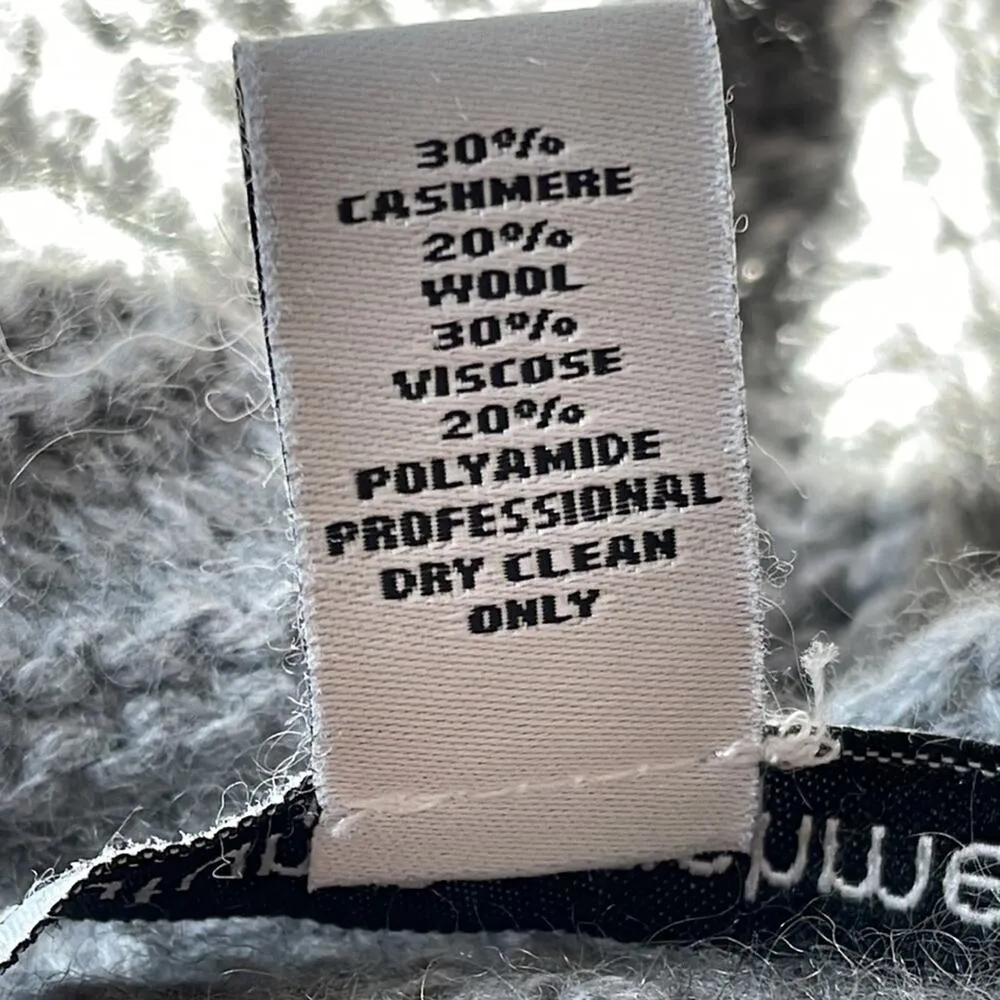 30%
CASHMERE
20%
WOOL
30%
VISCOSE
20%
POLYAMIDE
PROFESSIONAL
DRY CLEAN
ONLY